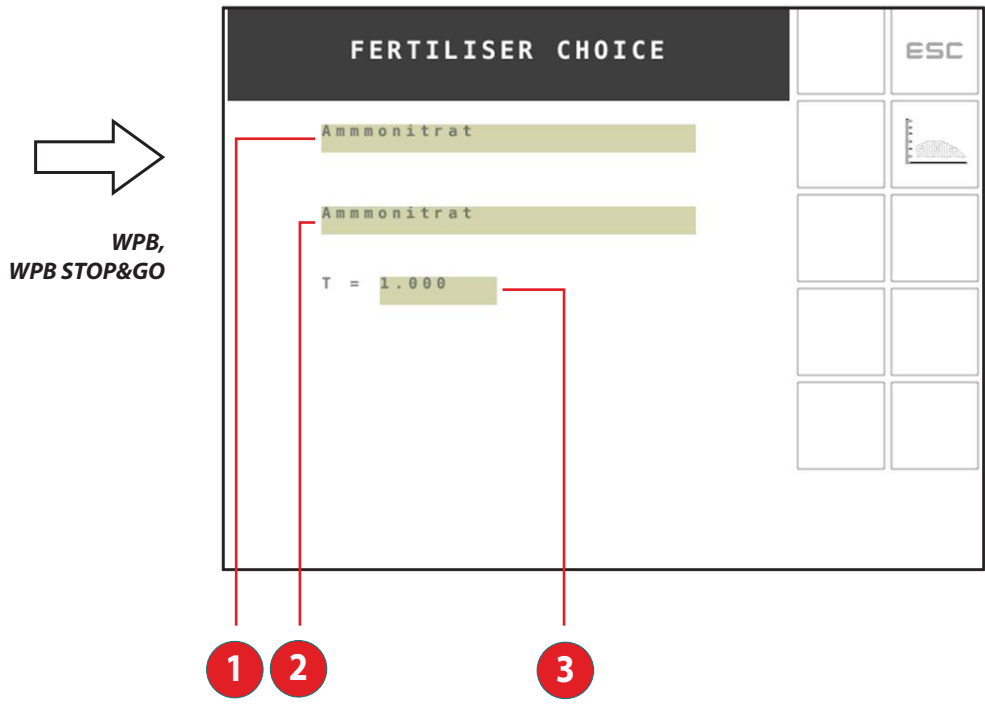 FERTILISER CHOICE
ESC
Ammmonitrat
Ammmonitrat
WPB,
WPB STOP&GO
T = 1.000
1 2 3